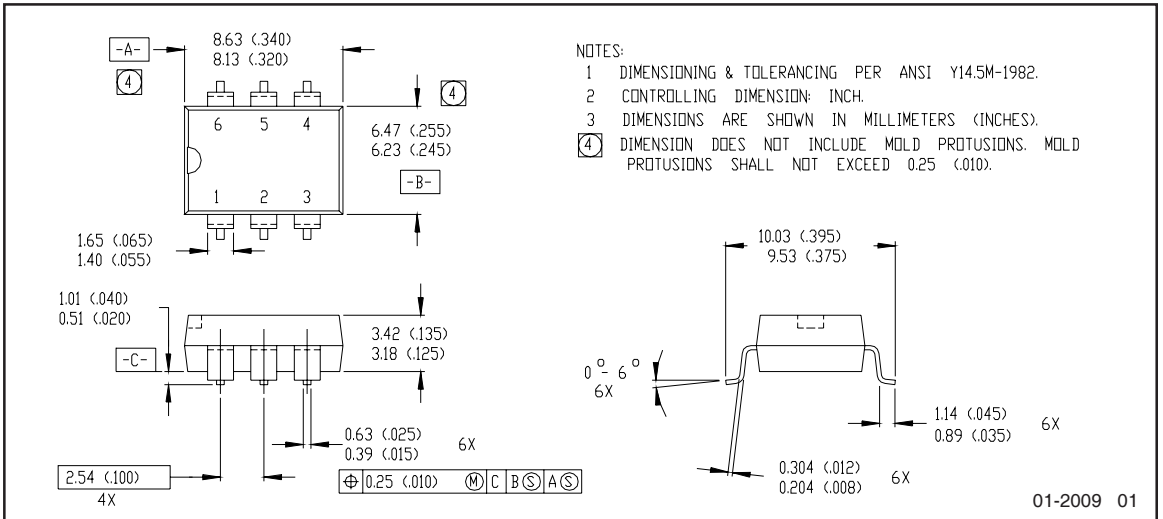 -A-
8.63 (.340)
8.13 (.320)
4
4
6 5 4
1 2 3
6.47 (.255)
6.23 (.245)
-B-
1.65 (.065)
1.40 (.055)
NOTES:
1 DIMENSIONING & TOLERANCING PER ANSI Y14.5M-1982.
2 CONTROLLING DIMENSION: INCH.
3 DIMENSIONS ARE SHOWN IN MILLIMETERS (INCHES).
4 DIMENSION DOES NOT INCLUDE MOLD PROTUSIONS. MOLD
PROTUSIONS SHALL NOT EXCEED 0.25 (.010).
1.01 (.040)
0.51 (.020)
-C-
3.42 (.135)
3.18 (.125)
0.63 (.025)
0.39 (.015)
6X
2.54 (.100)
4X
⌖ 0.25 (.010) Ⓜ C B Ⓢ A Ⓢ
10.03 (.395)
9.53 (.375)
0° - 6°
6X
1.14 (.045)
0.89 (.035)
6X
0.304 (.012)
0.204 (.008)
6X
01-2009 01